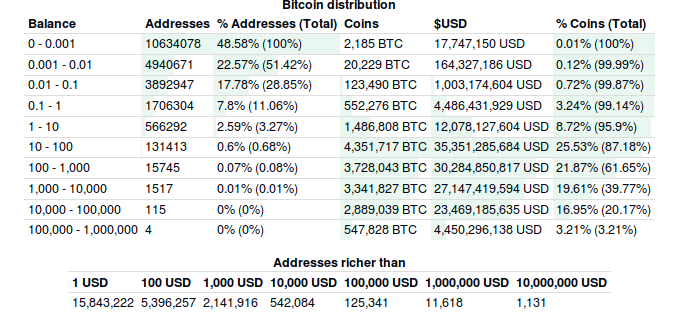 Bitcoin distribution
Balance Addresses % Addresses (Total) Coins $USD % Coins (Total)
0 - 0.001 10634078 48.58% (100%) 2,185 BTC 17,747,150 USD 0.01% (100%)
0.001 - 0.01 4940671 22.57% (51.42%) 20,229 BTC 164,327,186 USD 0.12% (99.99%)
0.01 - 0.1 3892947 17.78% (28.85%) 123,490 BTC 1,003,174,604 USD 0.72% (99.87%)
0.1 - 1 1706304 7.8% (11.06%) 552,276 BTC 4,486,431,929 USD 3.24% (99.14%)
1 - 10 566292 2.59% (3.27%) 1,486,808 BTC 12,078,127,604 USD 8.72% (95.9%)
10 - 100 131413 0.6% (0.68%) 4,351,717 BTC 35,351,285,684 USD 25.53% (87.18%)
100 - 1,000 15745 0.07% (0.08%) 3,728,043 BTC 30,284,850,817 USD 21.87% (61.65%)
1,000 - 10,000 1517 0.01% (0.01%) 3,341,827 BTC 27,147,419,594 USD 19.61% (39.77%)
10,000 - 100,000 115 0% (0%) 2,889,039 BTC 23,469,185,635 USD 16.95% (20.17%)
100,000 - 1,000,000 4 0% (0%) 547,828 BTC 4,450,296,138 USD 3.21% (3.21%)
Addresses richer than
1 USD 100 USD 1,000 USD 10,000 USD 100,000 USD 1,000,000 USD 10,000,000 USD
15,843,222 5,396,257 2,141,916 542,084 125,341 11,618 1,131